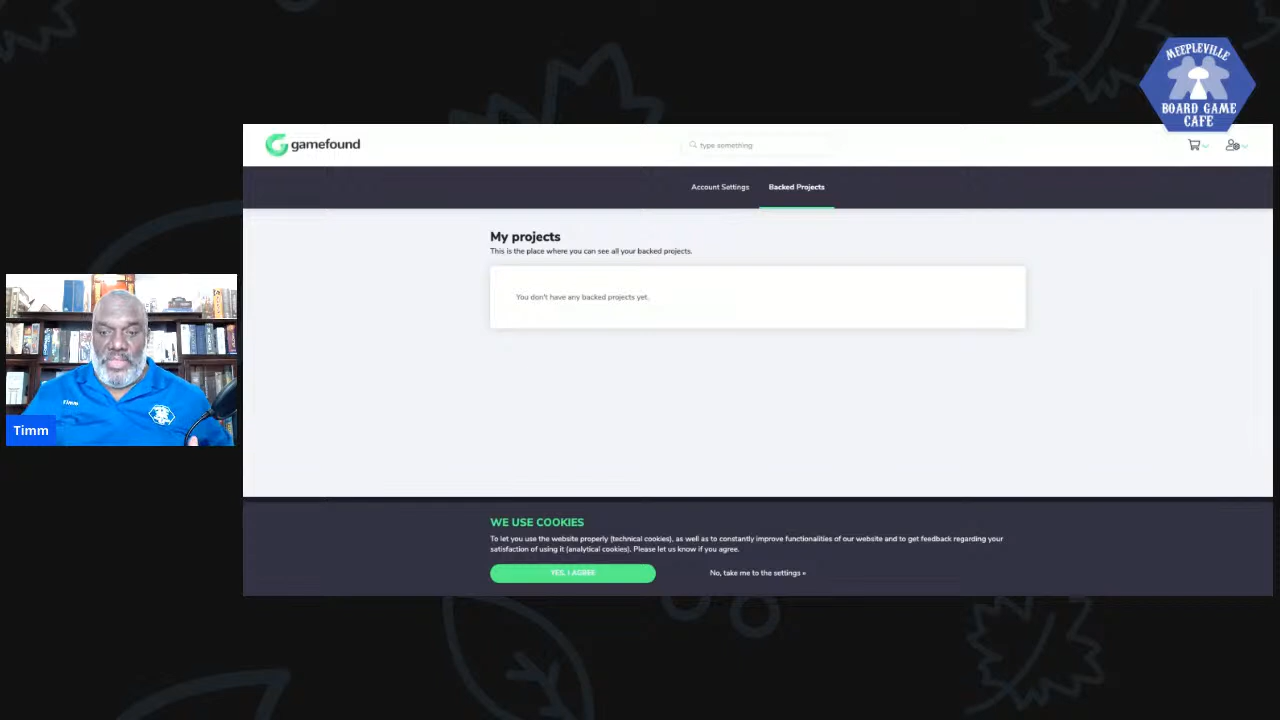 MEEPLEVILLE
BOARD GAME
CAFE
gamefound
type something
Account Settings
Backed Projects
My projects
This is the place where you can see all your backed projects.
You don't have any backed projects yet.
Timm
Timm
WE USE COOKIES
To let you use the website properly (technical cookies), as well as to constantly improve functionalities of our website and to get feedback regarding your
satisfaction of using it (analytical cookies). Please let us know if you agree.
YES, I AGREE
No, take me to the settings «